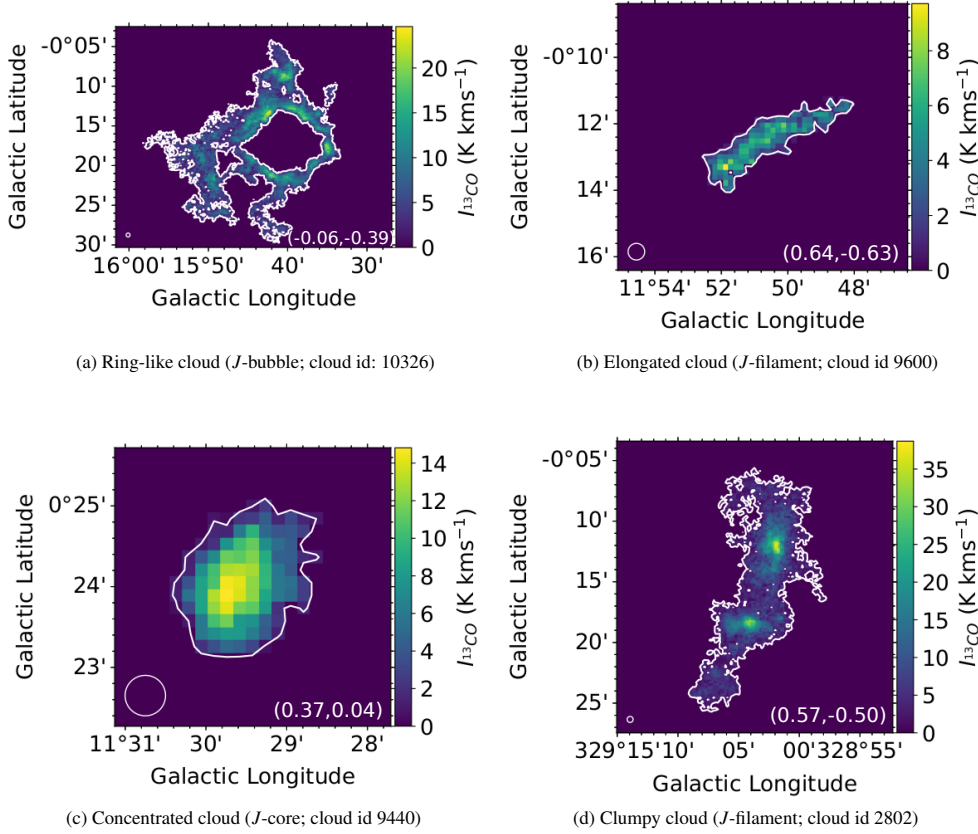 -0°05'
10'
15'
20'
25'
30'
16°00' 15°50' 40' 30'
Galactic Longitude
Galactic Latitude
(-0.06,-0.39)
20
15
10
5
0
I¹³CO (K kms⁻¹)
(a) Ring-like cloud (J-bubble; cloud id: 10326)
-0°10'
12'
14'
16'
11°54' 52' 50' 48'
Galactic Longitude
Galactic Latitude
(0.64,-0.63)
8
6
4
2
0
I¹³CO (K kms⁻¹)
(b) Elongated cloud (J-filament; cloud id 9600)
0°25'
24'
23'
11°31' 30' 29' 28'
Galactic Longitude
Galactic Latitude
(0.37,0.04)
14
12
10
8
6
4
2
0
I¹³CO (K kms⁻¹)
(c) Concentrated cloud (J-core; cloud id 9440)
-0°05'
10'
15'
20'
25'
329°15'10' 05' 00'328°55'
Galactic Longitude
Galactic Latitude
(0.57,-0.50)
35
30
25
20
15
10
5
0
I¹³CO (K kms⁻¹)
(d) Clumpy cloud (J-filament; cloud id 2802)